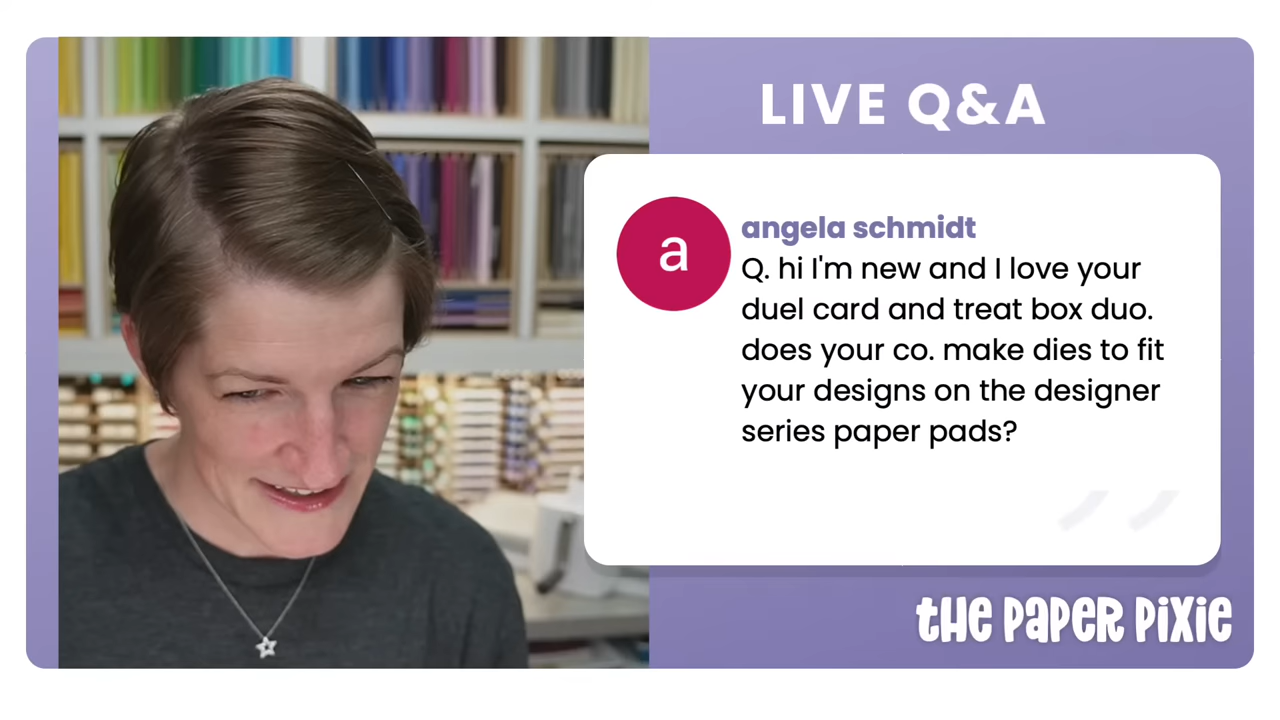 LIVE Q&A
a
angela schmidt
Q. hi I'm new and I love your
duel card and treat box duo.
does your co. make dies to fit
your designs on the designer
series paper pads?
the PAPER PiXiE